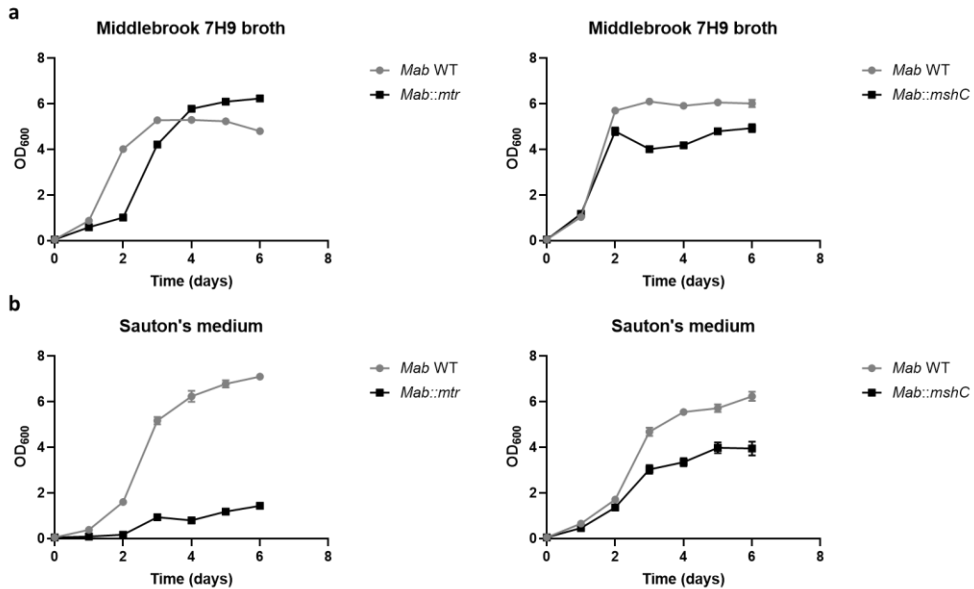 a
Middlebrook 7H9 broth
8
6
4
2
0
OD600
0 2 4 6 8
Time (days)
Mab WT
Mab::mtr
Middlebrook 7H9 broth
8
6
4
2
0
OD600
0 2 4 6 8
Time (days)
Mab WT
Mab::mshC
b
Sauton's medium
8
6
4
2
0
OD600
0 2 4 6 8
Time (days)
Mab WT
Mab::mtr
Sauton's medium
8
6
4
2
0
OD600
0 2 4 6 8
Time (days)
Mab WT
Mab::mshC